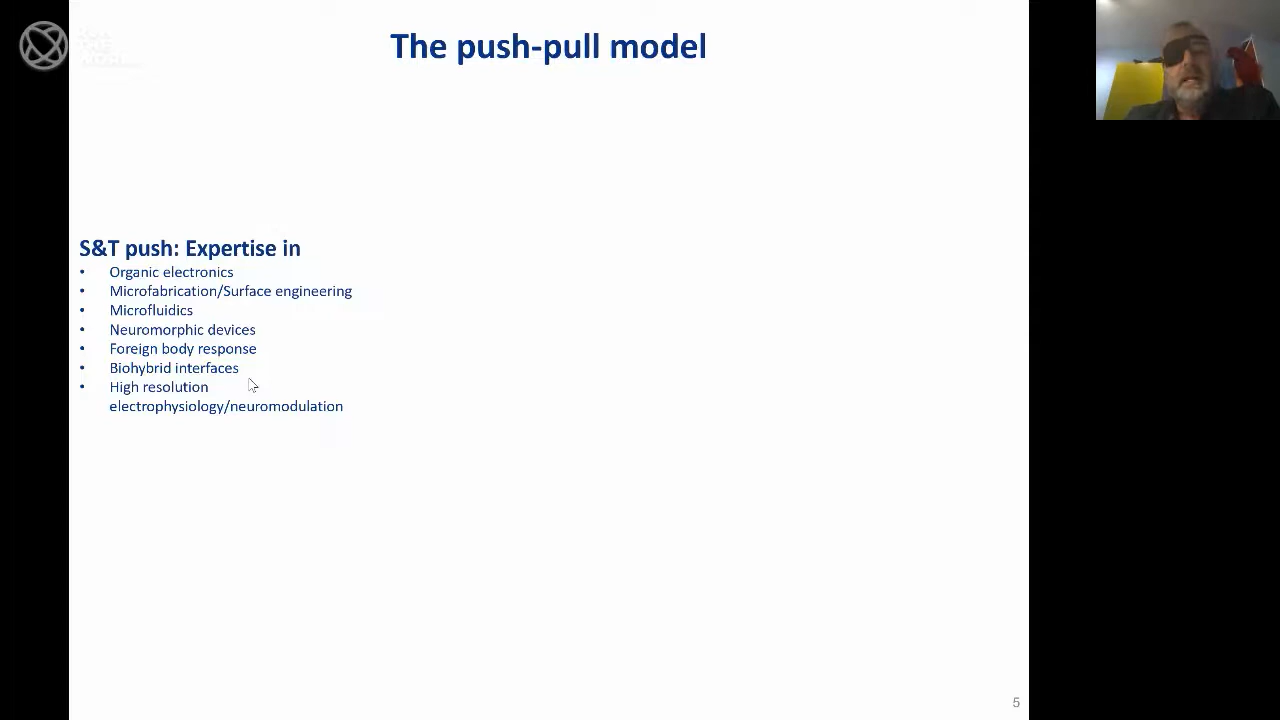 The push-pull model
S&T push: Expertise in
• Organic electronics
• Microfabrication/Surface engineering
• Microfluidics
• Neuromorphic devices
• Foreign body response
• Biohybrid interfaces
• High resolution
electrophysiology/neuromodulation
5